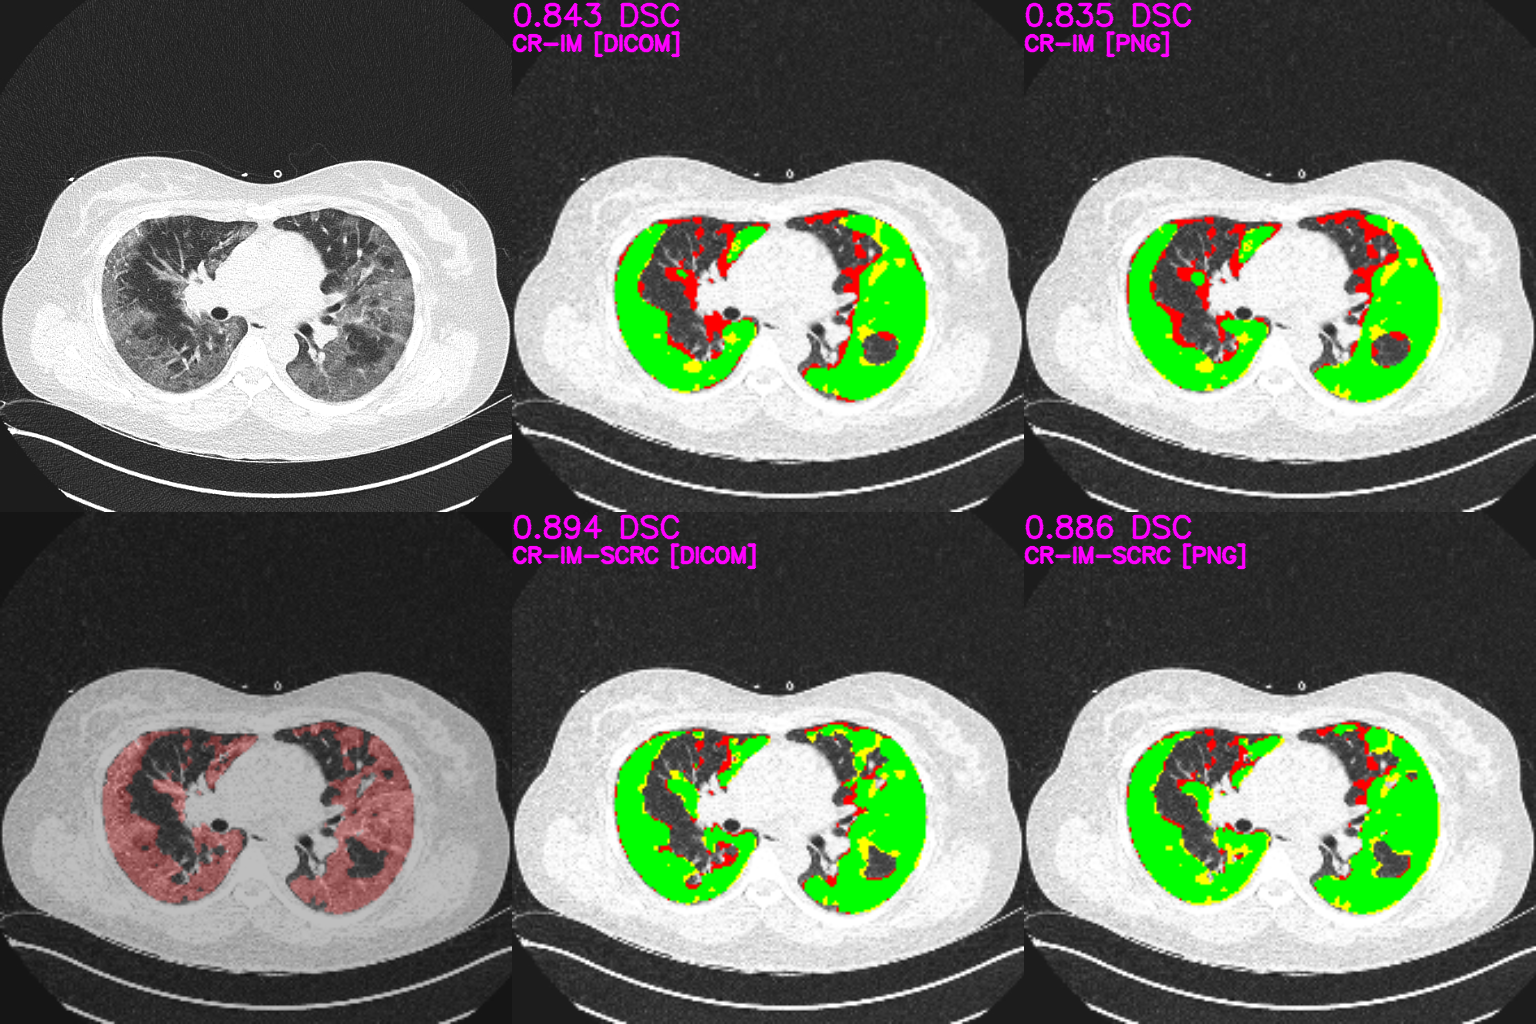 0.843 DSC
CR-IM [DICOM]
0.835 DSC
CR-IM [PNG]
0.894 DSC
CR-IM-SCRC [DICOM]
0.886 DSC
CR-IM-SCRC [PNG]